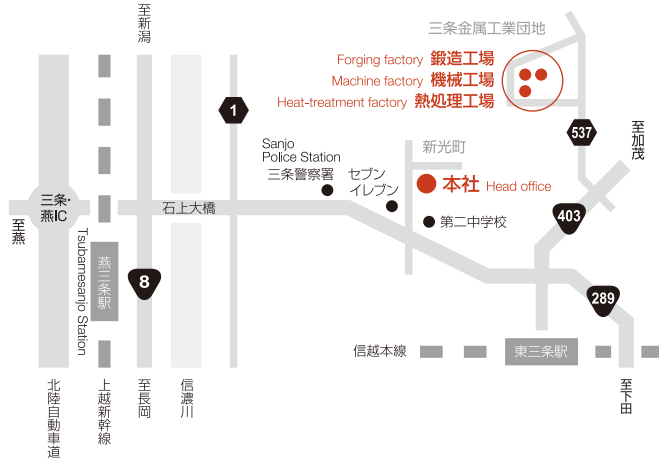 至新潟
三条金属工業団地
Forging factory 鍛造工場
Machine factory 機械工場
Heat-treatment factory 熱処理工場
1
537
至加茂
Sanjo
Police Station
三条警察署
セブン
イレブン
新光町
本社 Head office
第二中学校
403
三条・
燕IC
至燕
石上大橋
Tsubamesanjo Station
燕三条駅
8
289
信越本線
東三条駅
至下田
北陸自動車道
上越新幹線
至長岡
信濃川